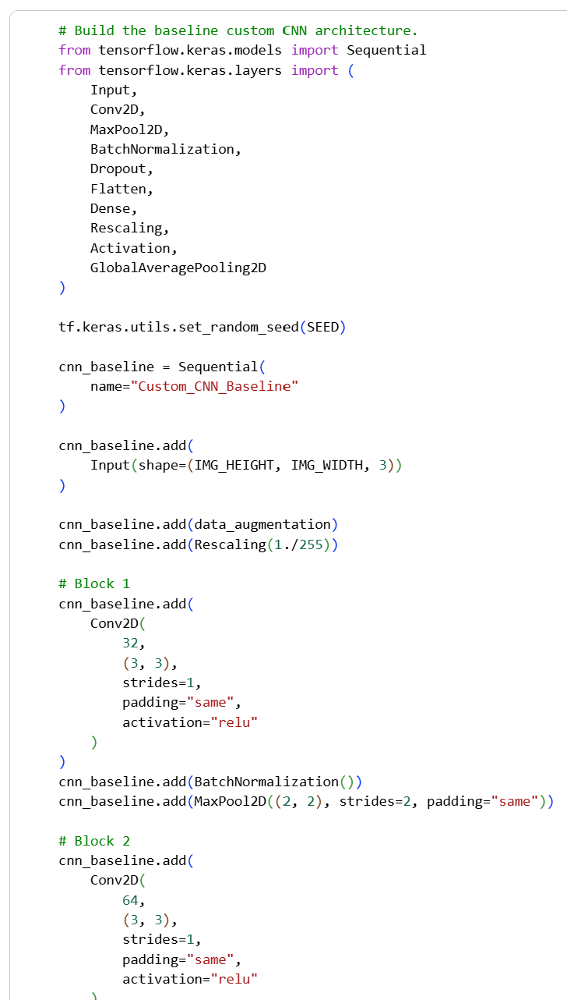 # Build the baseline custom CNN architecture.
from tensorflow.keras.models import Sequential
from tensorflow.keras.layers import (
    Input,
    Conv2D,
    MaxPool2D,
    BatchNormalization,
    Dropout,
    Flatten,
    Dense,
    Rescaling,
    Activation,
    GlobalAveragePooling2D
)

tf.keras.utils.set_random_seed(SEED)

cnn_baseline = Sequential(
    name="Custom_CNN_Baseline"
)

cnn_baseline.add(
    Input(shape=(IMG_HEIGHT, IMG_WIDTH, 3))
)

cnn_baseline.add(data_augmentation)
cnn_baseline.add(Rescaling(1./255))

# Block 1
cnn_baseline.add(
    Conv2D(
        32,
        (3, 3),
        strides=1,
        padding="same",
        activation="relu"
    )
)
cnn_baseline.add(BatchNormalization())
cnn_baseline.add(MaxPool2D((2, 2), strides=2, padding="same"))

# Block 2
cnn_baseline.add(
    Conv2D(
        64,
        (3, 3),
        strides=1,
        padding="same",
        activation="relu"
    )